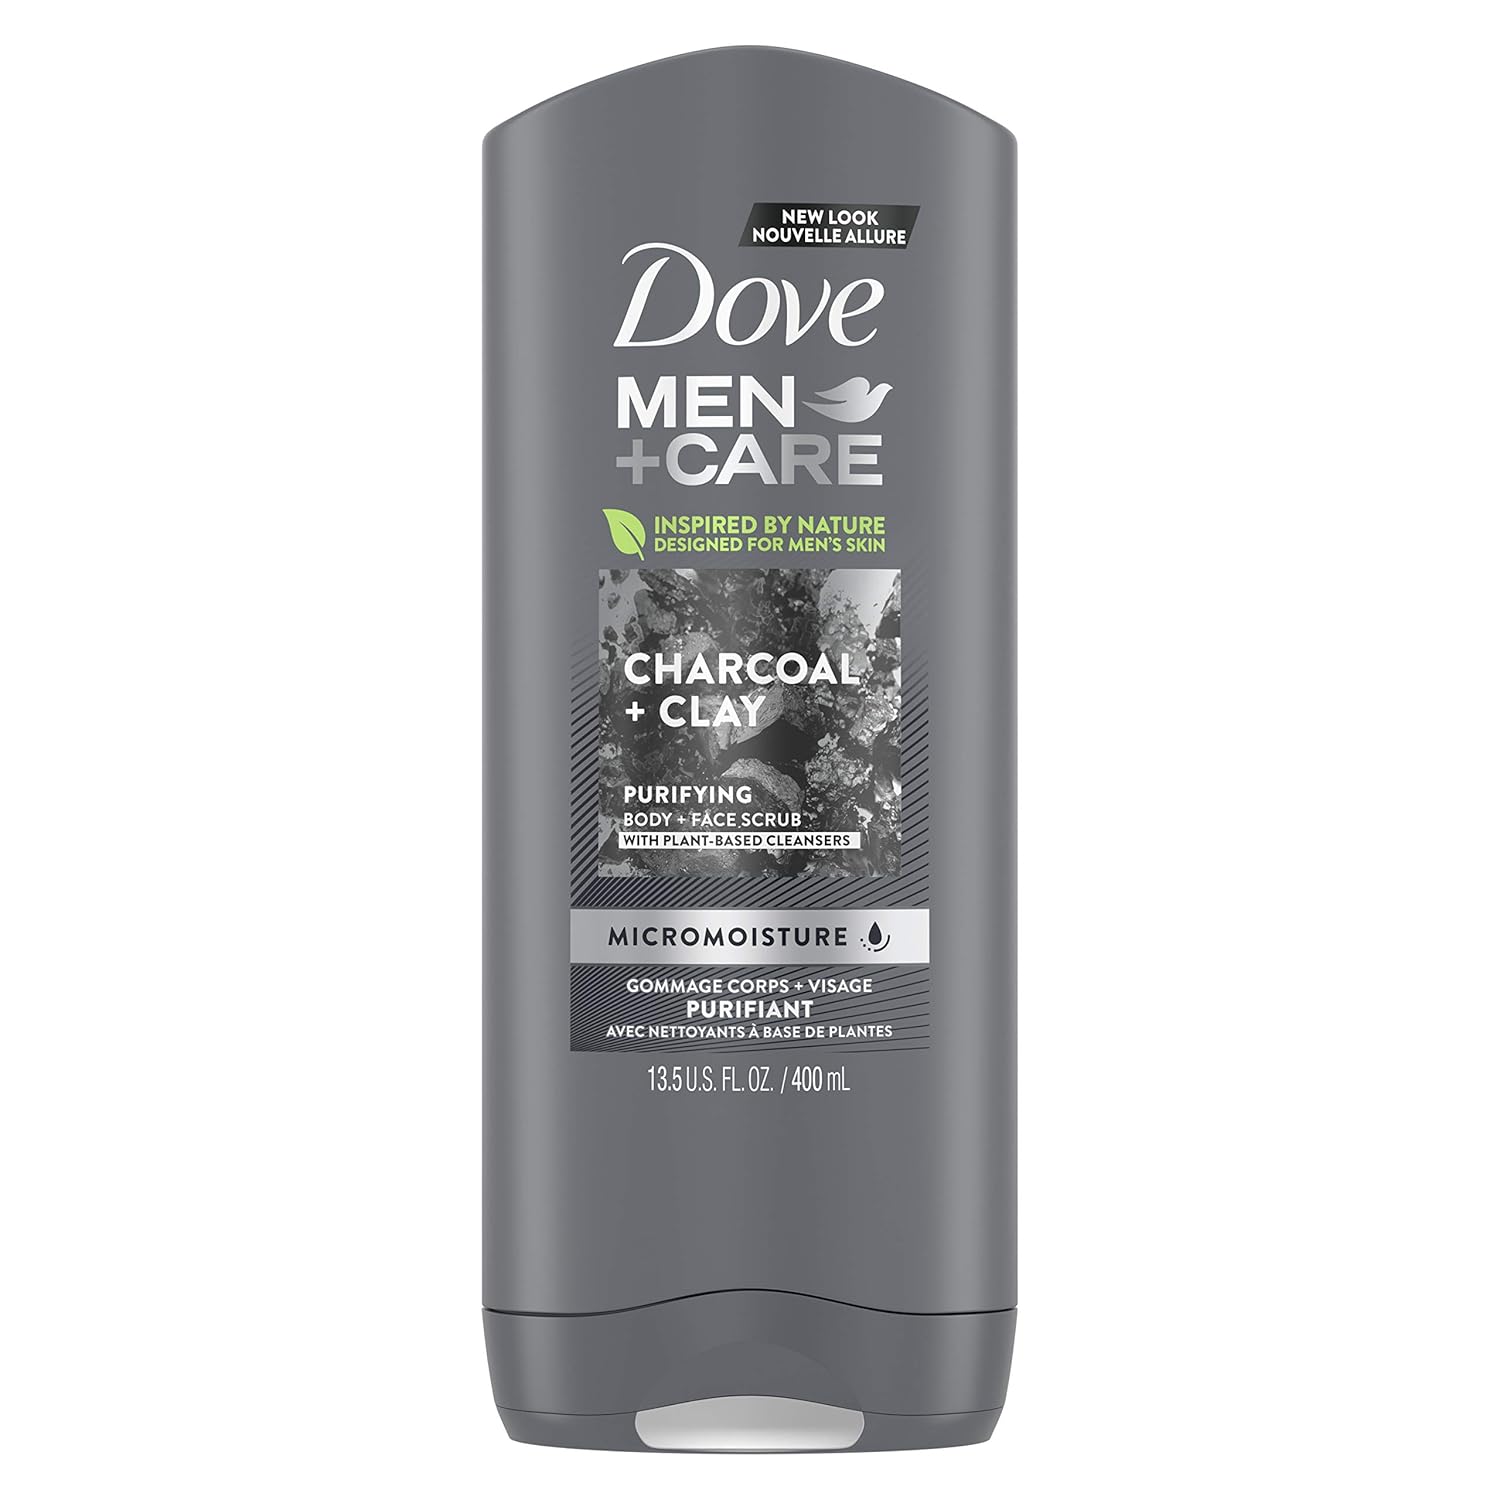 NEW LOOK
NOUVELLE ALLURE
Dove
MEN
+CARE
INSPIRED BY NATURE
DESIGNED FOR MEN'S SKIN
CHARCOAL
+ CLAY
PURIFYING
BODY + FACE SCRUB
WITH PLANT-BASED CLEANSERS
MICROMOISTURE
GOMMAGE CORPS + VISAGE
PURIFIANT
AVEC NETTOYANTS À BASE DE PLANTES
13.5 U.S. FL. OZ. / 400 mL